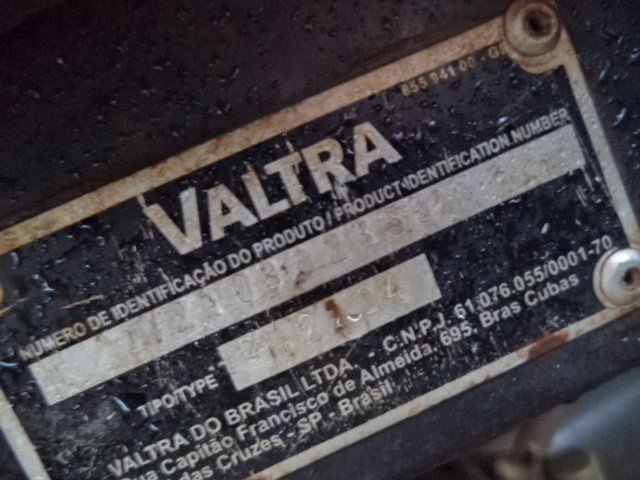 855 941 00 - G
VALTRA
NUMERO DE IDENTIFICAÇÃO DO PRODUTO / PRODUCT IDENTIFICATION NUMBER
TIPO/TYPE
VALTRA DO BRASIL LTDA - C.N.P.J. 61.076.055/0001-70
Rua Capitão Francisco de Almeida, 695, Bras Cubas
das Cruzes - SP - Brasil